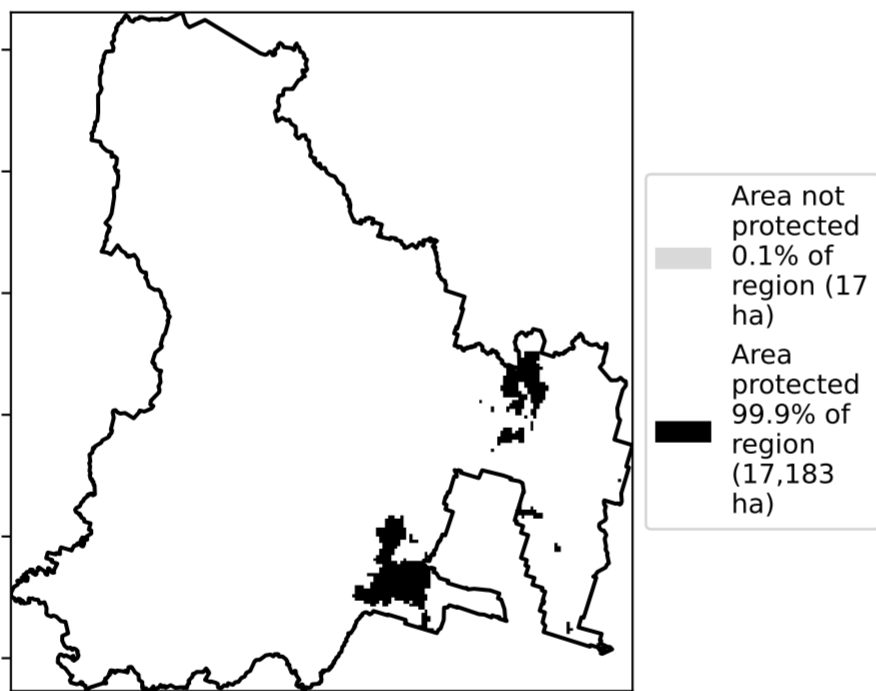 Area not
protected
0.1% of
region (17
ha)
Area
protected
99.9% of
region
(17,183
ha)